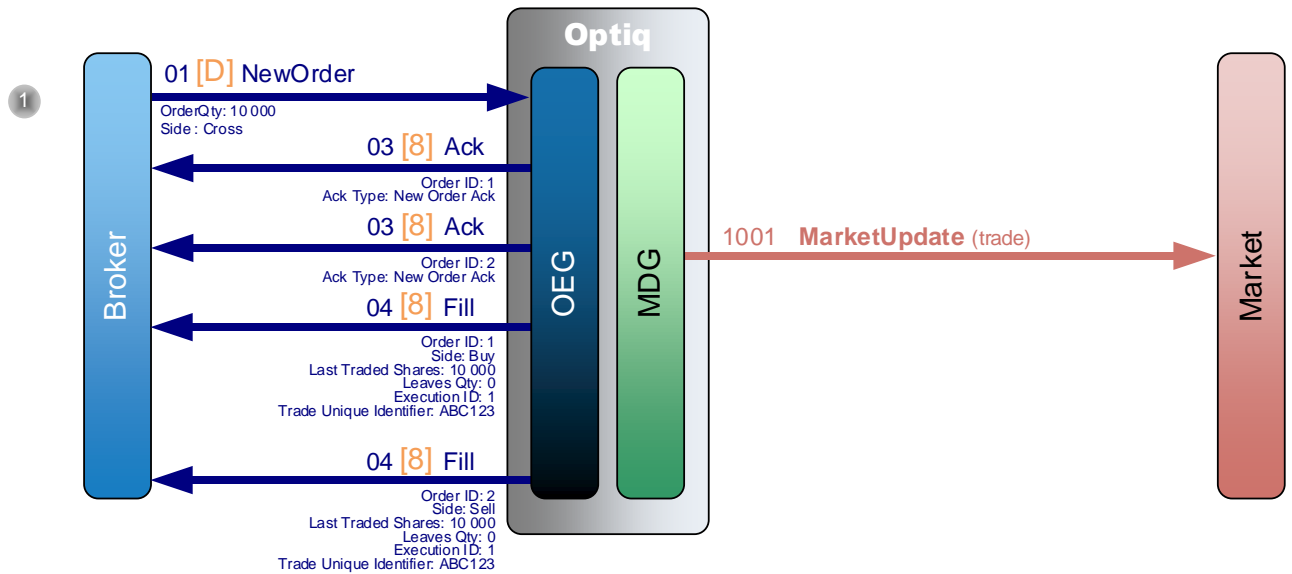 Optiq
1
01 [D] NewOrder
OrderQty: 10 000
Side : Cross
03 [8] Ack
Order ID: 1
Ack Type: New Order Ack
03 [8] Ack
Order ID: 2
Ack Type: New Order Ack
04 [8] Fill
Order ID: 1
Side: Buy
Last Traded Shares: 10 000
Leaves Qty: 0
Execution ID: 1
Trade Unique Identifier: ABC123
04 [8] Fill
Order ID: 2
Side: Sell
Last Traded Shares: 10 000
Leaves Qty: 0
Execution ID: 1
Trade Unique Identifier: ABC123
Broker
OEG
MDG
1001 MarketUpdate (trade)
Market